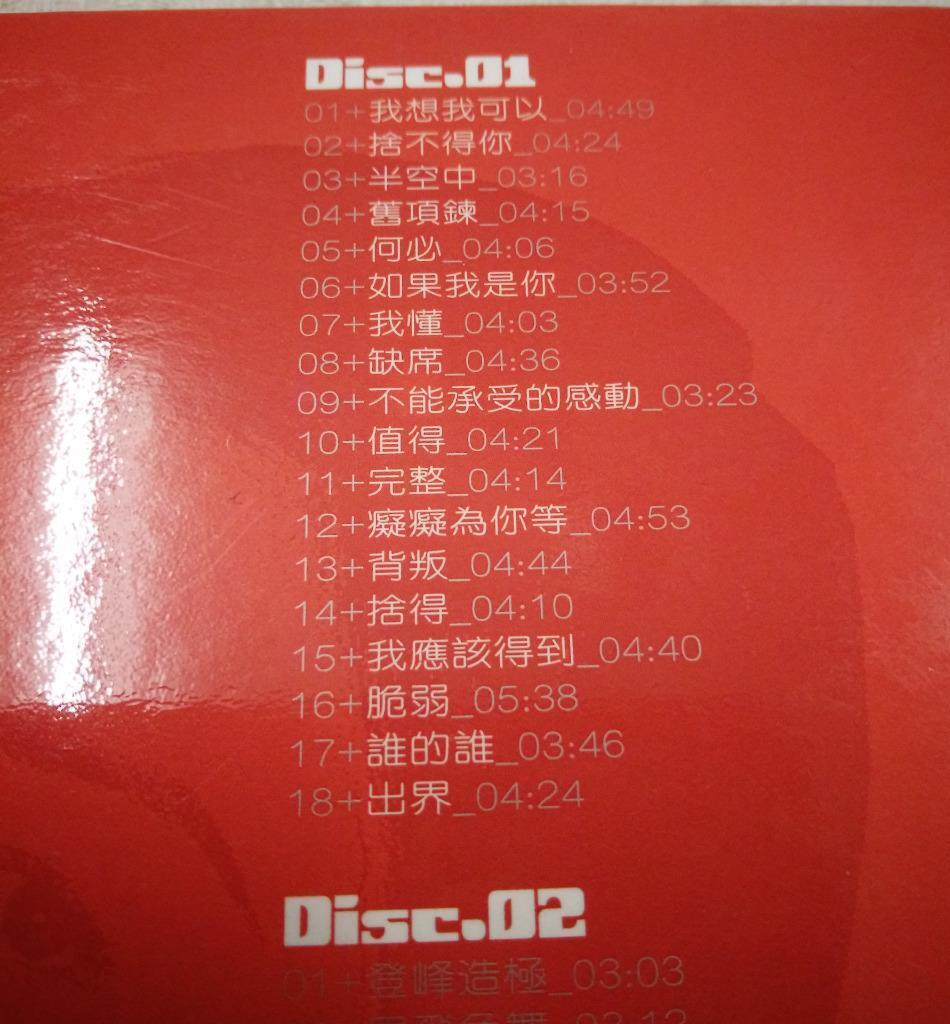 Disc.01
01+我想我可以_04:49
02+捨不得你_04:24
03+半空中_03:16
04+舊項鍊_04:15
05+何必_04:06
06+如果我是你_03:52
07+我懂_04:03
08+缺席_04:36
09+不能承受的感動_03:23
10+值得_04:21
11+完整_04:14
12+癡癡為你等_04:53
13+背叛_04:44
14+捨得_04:10
15+我應該得到_04:40
16+脆弱_05:38
17+誰的誰_03:46
18+出界_04:24
Disc.02
01+登峰造極_03:03